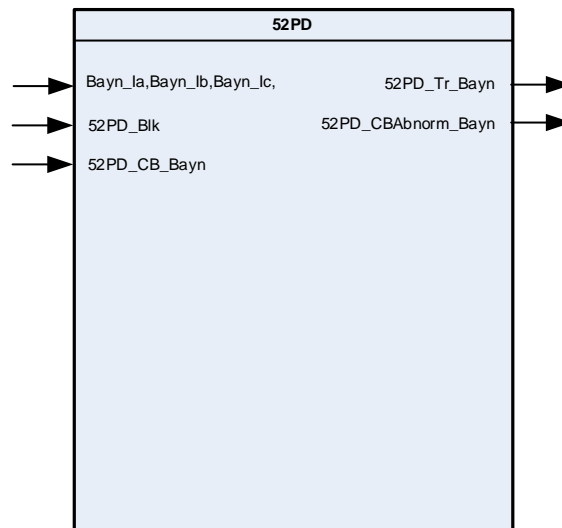 52PD
Bayn_Ia,Bayn_Ib,Bayn_Ic,
52PD_Tr_Bayn
52PD_Blk
52PD_CBAbnorm_Bayn
52PD_CB_Bayn